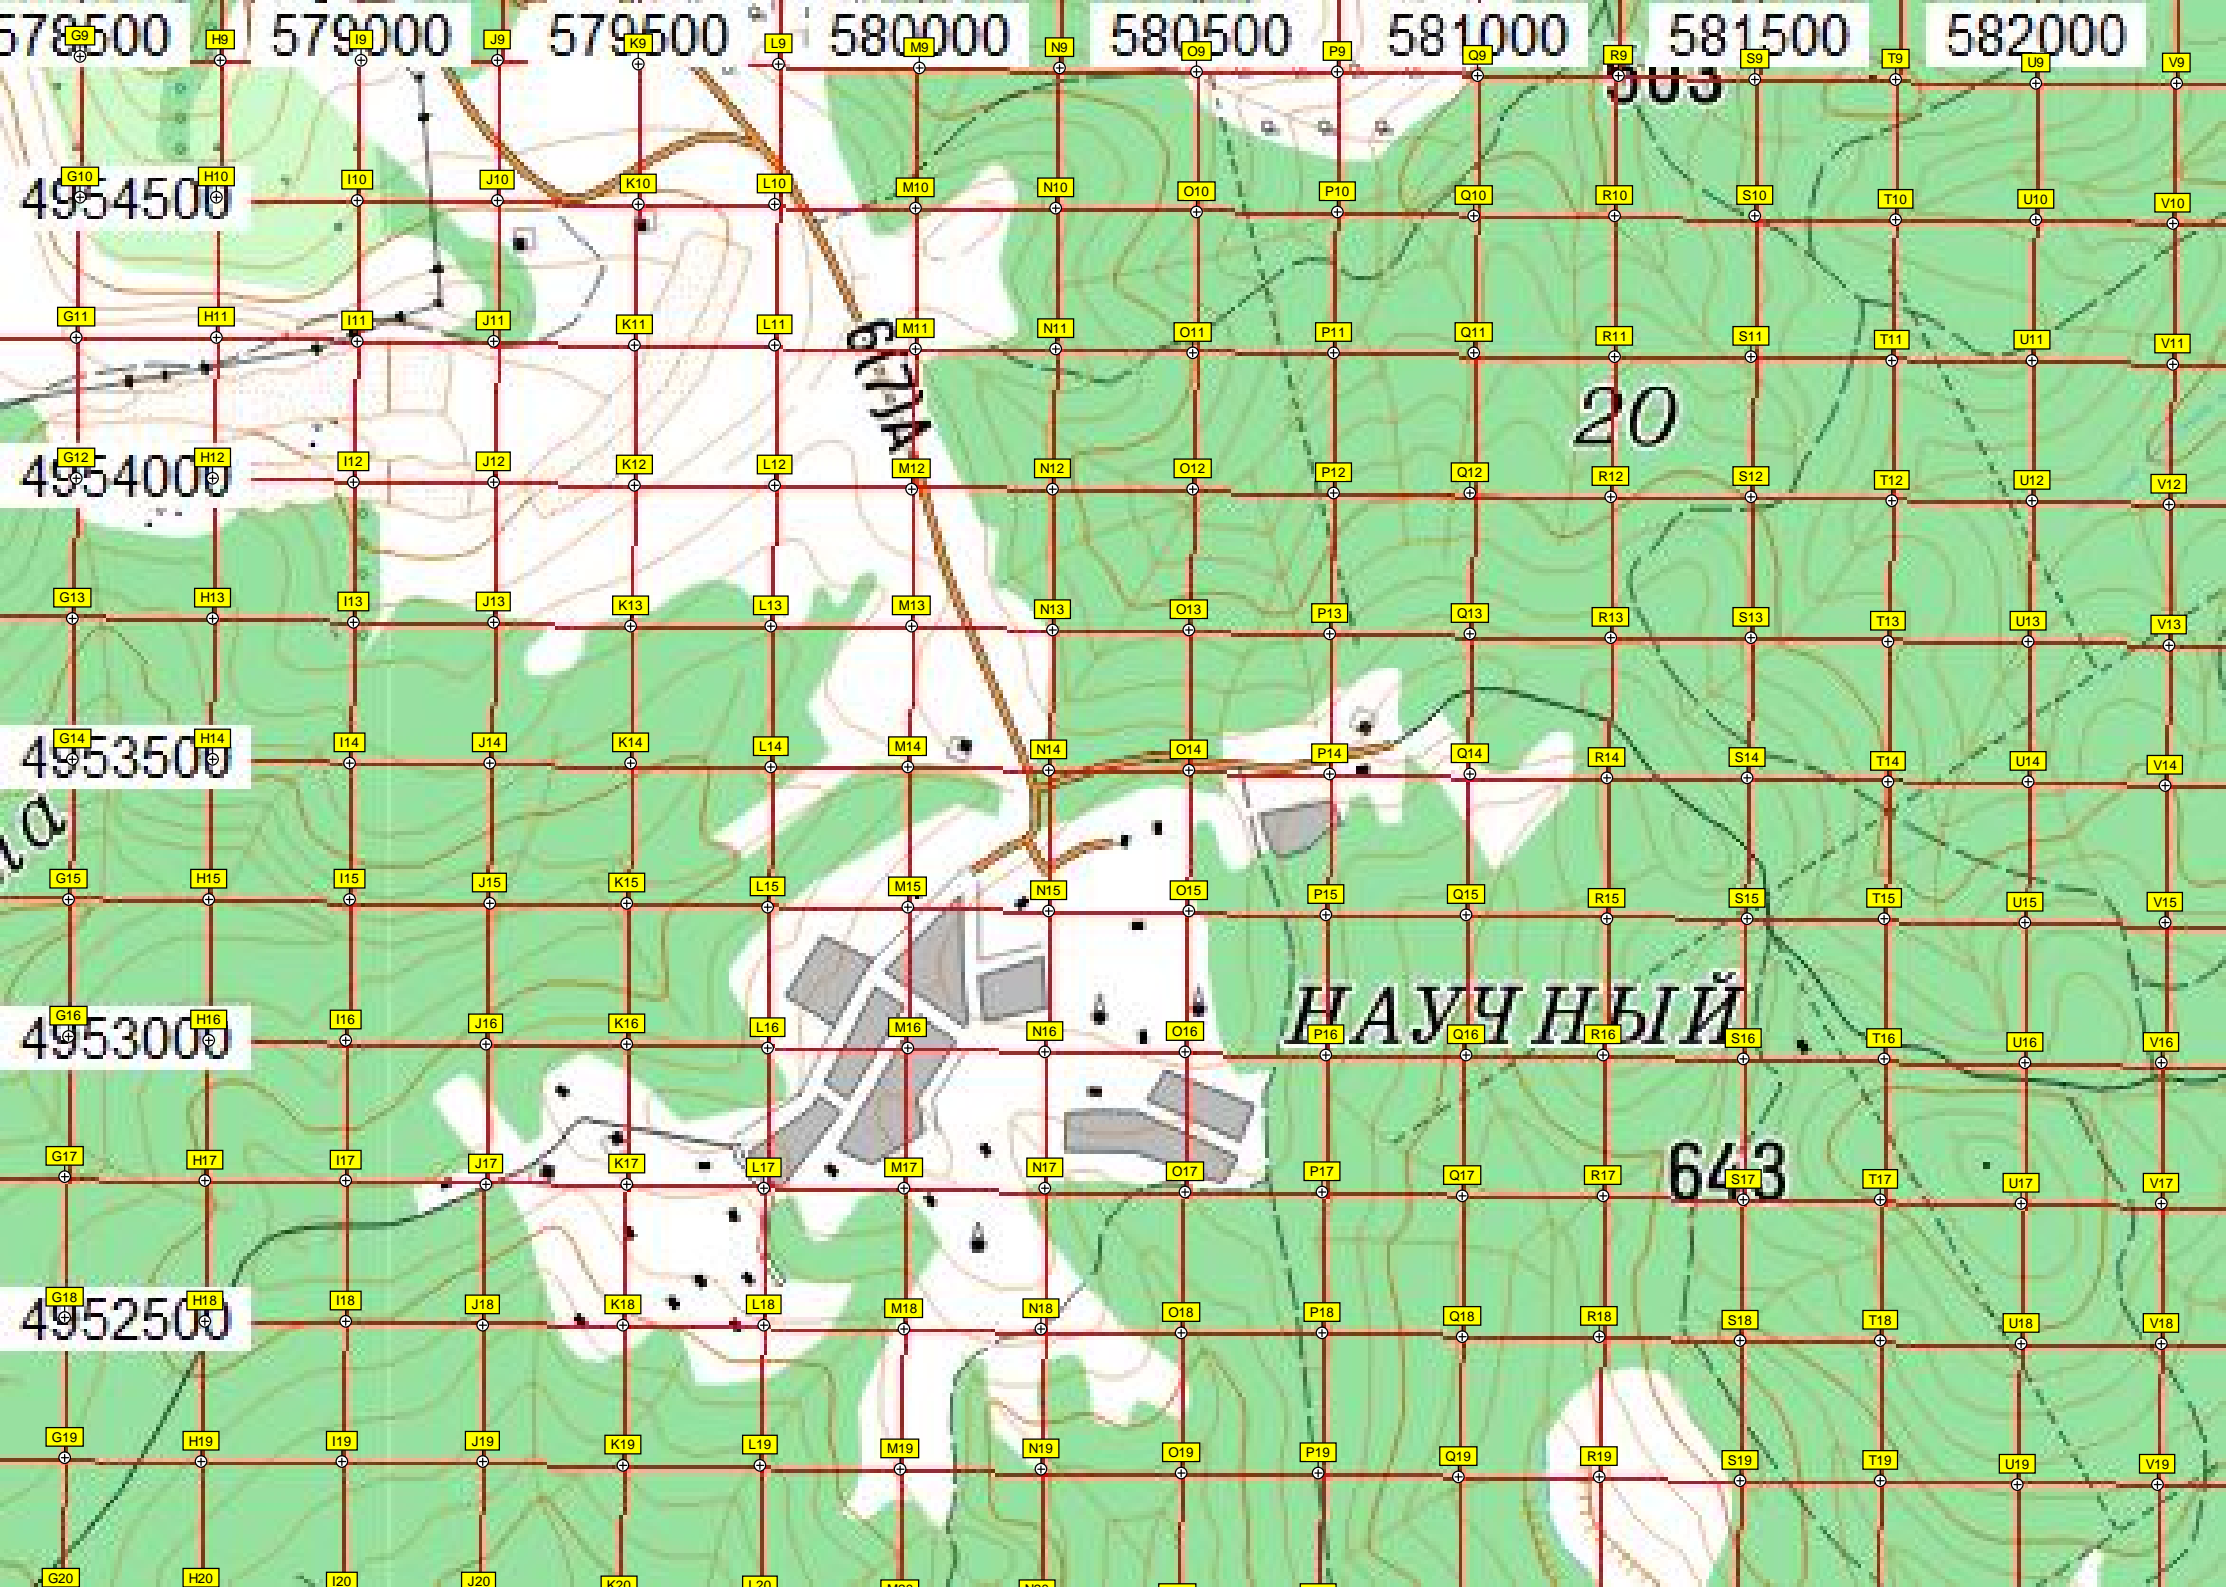 578500 579000 579500 580000 580500 581000 581500 582000
G9 H9 I9 J9 K9 L9 M9 N9 O9 P9 Q9 R9 S9 T9 U9 V9
G10 H10 I10 J10 K10 L10 M10 N10 O10 P10 Q10 R10 S10 T10 U10 V10
4954500
G11 H11 I11 J11 K11 L11 M11 N11 O11 P11 Q11 R11 S11 T11 U11 V11
6(7)А
20
G12 H12 I12 J12 K12 L12 M12 N12 O12 P12 Q12 R12 S12 T12 U12 V12
4954000
G13 H13 I13 J13 K13 L13 M13 N13 O13 P13 Q13 R13 S13 T13 U13 V13
G14 H14 I14 J14 K14 L14 M14 N14 O14 P14 Q14 R14 S14 T14 U14 V14
4953500
G15 H15 I15 J15 K15 L15 M15 N15 O15 P15 Q15 R15 S15 T15 U15 V15
НАУЧНЫЙ
G16 H16 I16 J16 K16 L16 M16 N16 O16 P16 Q16 R16 S16 T16 U16 V16
4953000
G17 H17 I17 J17 K17 L17 M17 N17 O17 P17 Q17 R17 S17 T17 U17 V17
643
G18 H18 I18 J18 K18 L18 M18 N18 O18 P18 Q18 R18 S18 T18 U18 V18
4952500
G19 H19 I19 J19 K19 L19 M19 N19 O19 P19 Q19 R19 S19 T19 U19 V19
G20 H20 I20 J20 K20 L20